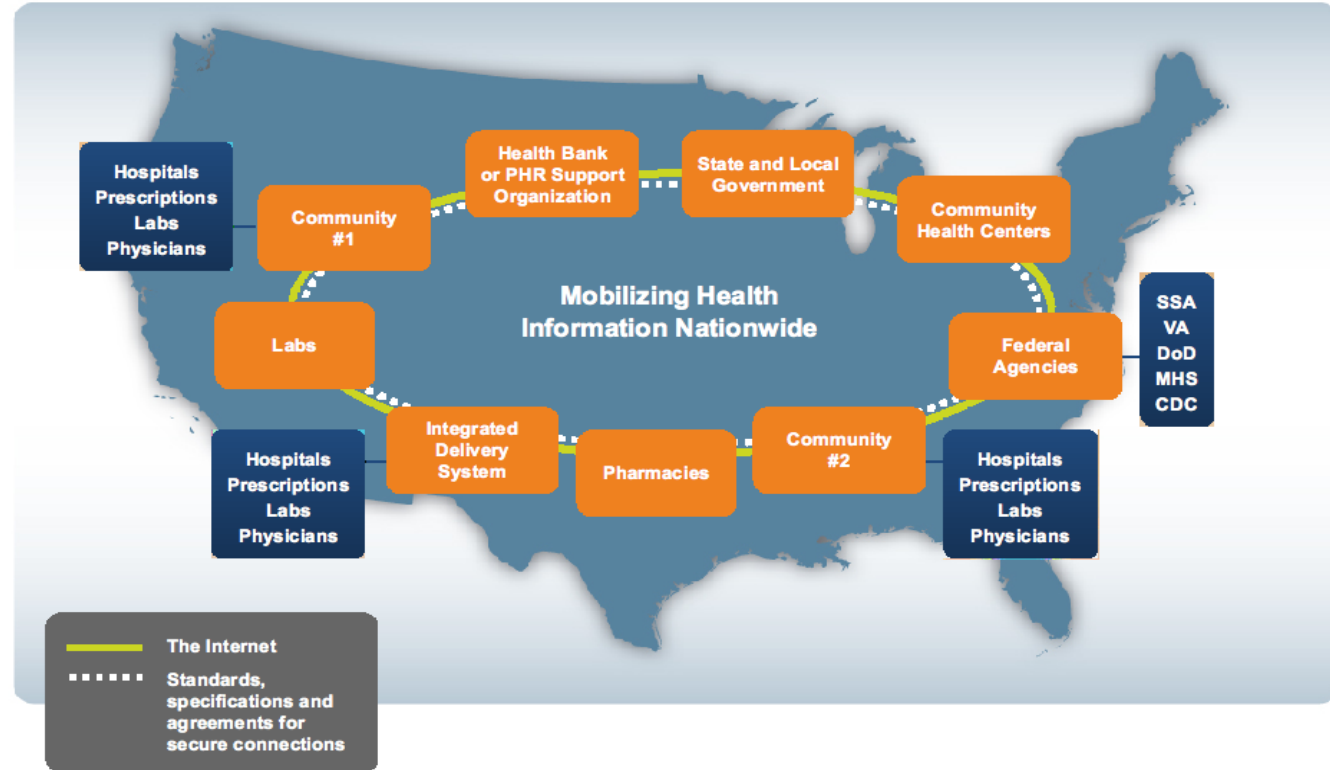 Health Bank
or PHR Support
Organization
State and Local
Government
Hospitals
Prescriptions
Labs
Physicians
Community
#1
Community
Health Centers
Mobilizing Health
Information Nationwide
SSA
VA
DoD
MHS
CDC
Labs
Federal
Agencies
Integrated
Delivery
System
Pharmacies
Community
#2
Hospitals
Prescriptions
Labs
Physicians
Hospitals
Prescriptions
Labs
Physicians
The Internet
Standards,
specifications and
agreements for
secure connections